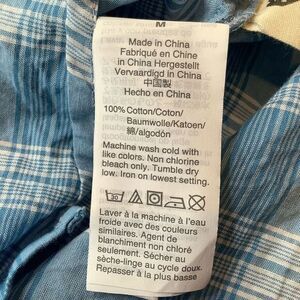 M
Made in China
Fabriqué en Chine
in China Hergestellt
Vervaardigd in China
中国製
Hecho en China
100% Cotton/Coton/
Baumwolle/Katoen/
綿/algodón
Machine wash cold with
like colors. Non chlorine
bleach only. Tumble dry
low. Iron on lowest setting.
Laver à la machine à l'eau
froide avec des couleurs
similaires. Agent de
blanchiment non chloré
seulement. Sécher au
sèche-linge au cycle doux.
Repasser à la plus basse